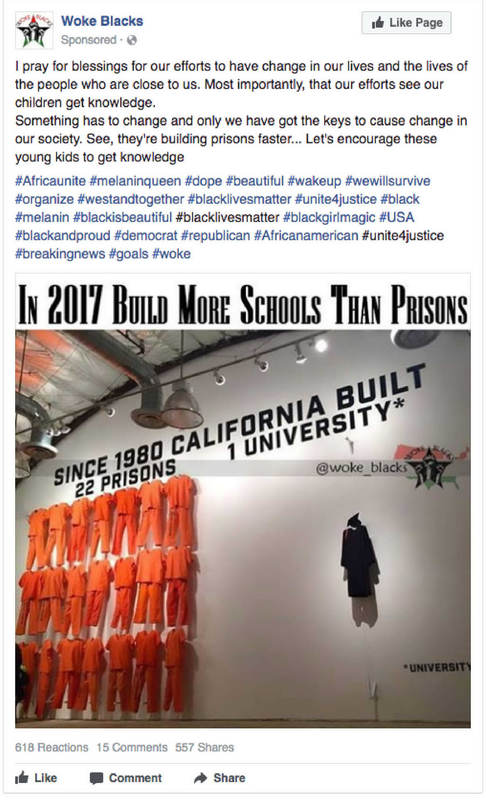 Woke Blacks
Sponsored ·
Like Page
I pray for blessings for our efforts to have change in our lives and the lives of
the people who are close to us. Most importantly, that our efforts see our
children get knowledge.
Something has to change and only we have got the keys to cause change in
our society. See, they're building prisons faster... Let's encourage these
young kids to get knowledge
#Africaunite #melaninqueen #dope #beautiful #wakeup #wewillsurvive
#organize #westandtogether #blacklivesmatter #unite4justice #black
#melanin #blackisbeautiful #blacklivesmatter #blackgirlmagic #USA
#blackandproud #democrat #republican #Africanamerican #unite4justice
#breakingnews #goals #woke
IN 2017 BUILD MORE SCHOOLS THAN PRISONS
SINCE 1980 CALIFORNIA BUILT
22 PRISONS 1 UNIVERSITY*
@woke_blacks
WOKE BLACKS
*UNIVERSITY
618 Reactions 15 Comments 557 Shares
Like Comment Share